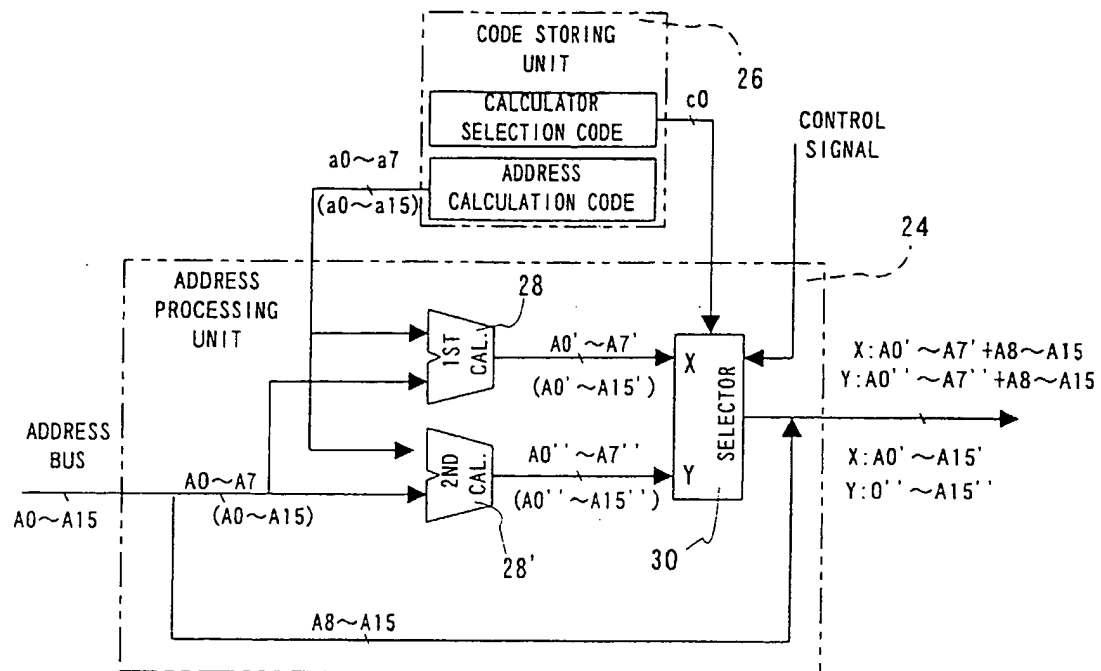 CODE STORING
UNIT
26
CALCULATOR
SELECTION CODE
c0
CONTROL
SIGNAL
a0～a7
(a0～a15)
ADDRESS
CALCULATION CODE
24
ADDRESS
PROCESSING
UNIT
28
1ST
CAL.
A0'～A7'
(A0'～A15')
X
SELECTOR
X:A0'～A7'+A8～A15
Y:A0''～A7''+A8～A15
ADDRESS
BUS
A0～A15
A0～A7
(A0～A15)
2ND
CAL.
A0''～A7''
(A0''～A15'')
Y
X:A0'～A15'
Y:0''～A15''
28'
30
A8～A15